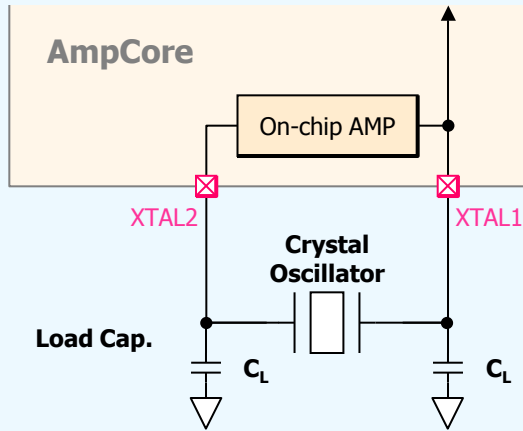 AmpCore
On-chip AMP
XTAL2
XTAL1
Crystal
Oscillator
Load Cap.
CL
CL